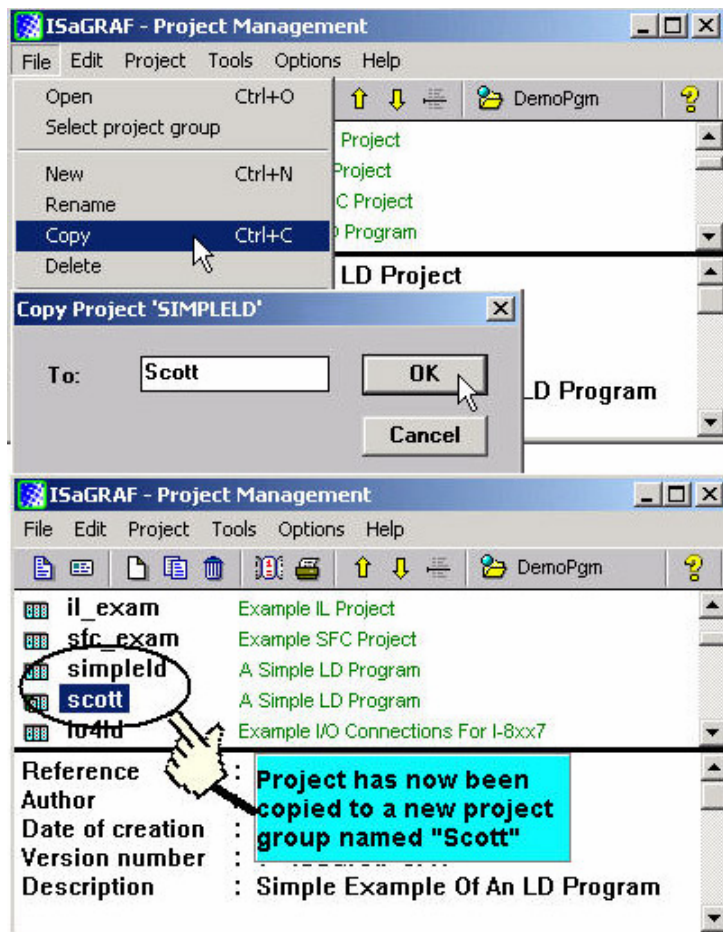 ISaGRAF - Project Management
File Edit Project Tools Options Help
Open Ctrl+O
Select project group
New Ctrl+N
Rename
Copy Ctrl+C
Delete
DemoPgm
Project
Project
C Project
Program
LD Project
Copy Project 'SIMPLELD'
To: Scott OK
Cancel
LD Program
ISaGRAF - Project Management
File Edit Project Tools Options Help
DemoPgm
il_exam Example IL Project
sfc_exam Example SFC Project
simpleld A Simple LD Program
scott A Simple LD Program
Example I/O Connections For I-8xx7
Reference :
Author
Date of creation :
Version number :
Description : Simple Example Of An LD Program
Project has now been
copied to a new project
group named "Scott"